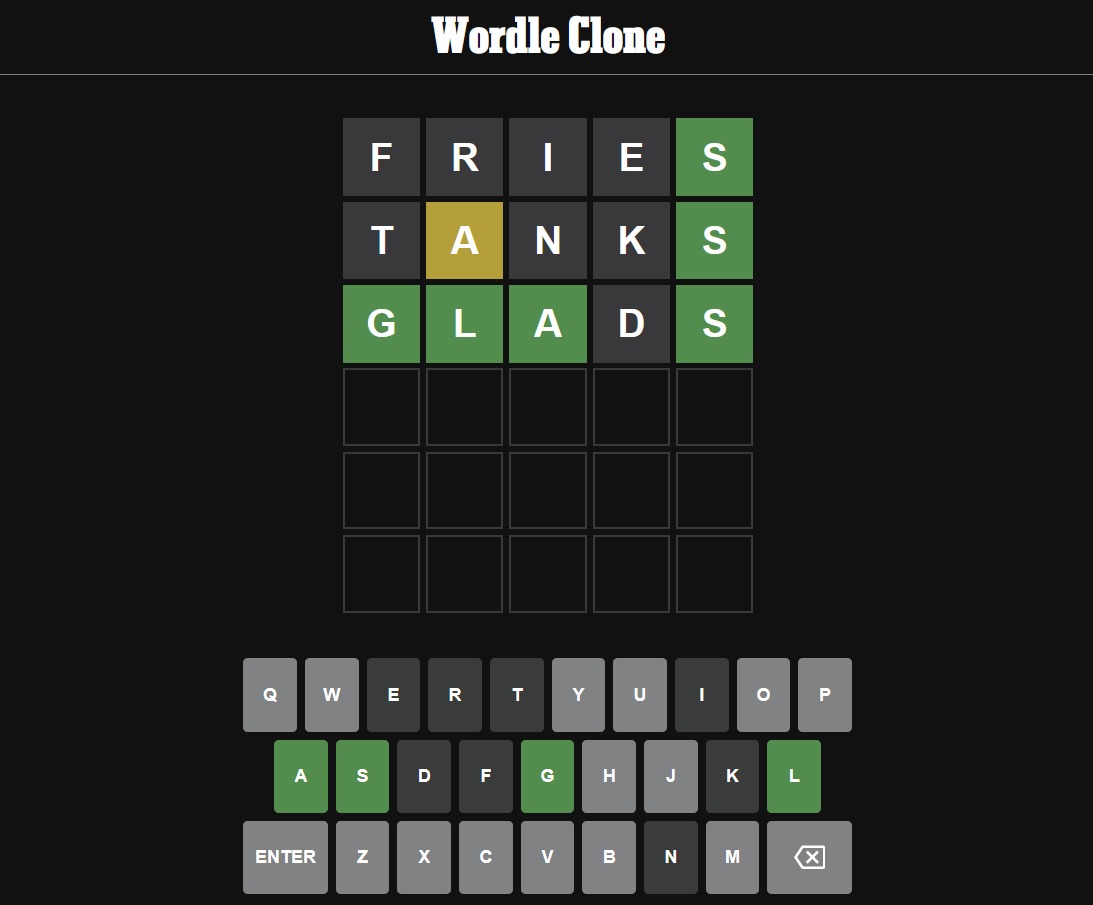 Wordle Clone
F R I E S
T A N K S
G L A D S
Q W E R T Y U I O P
A S D F G H J K L
ENTER Z X C V B N M